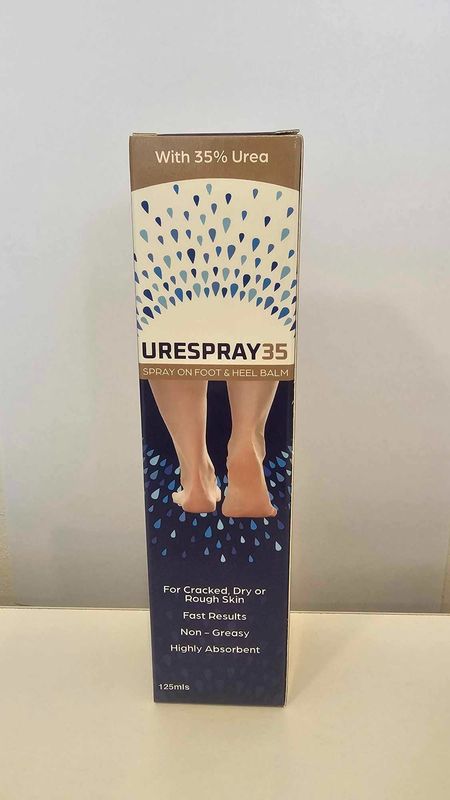 With 35% Urea
URESPRAY35
SPRAY ON FOOT & HEEL BALM
For Cracked, Dry or
Rough Skin
Fast Results
Non - Greasy
Highly Absorbent
125mls